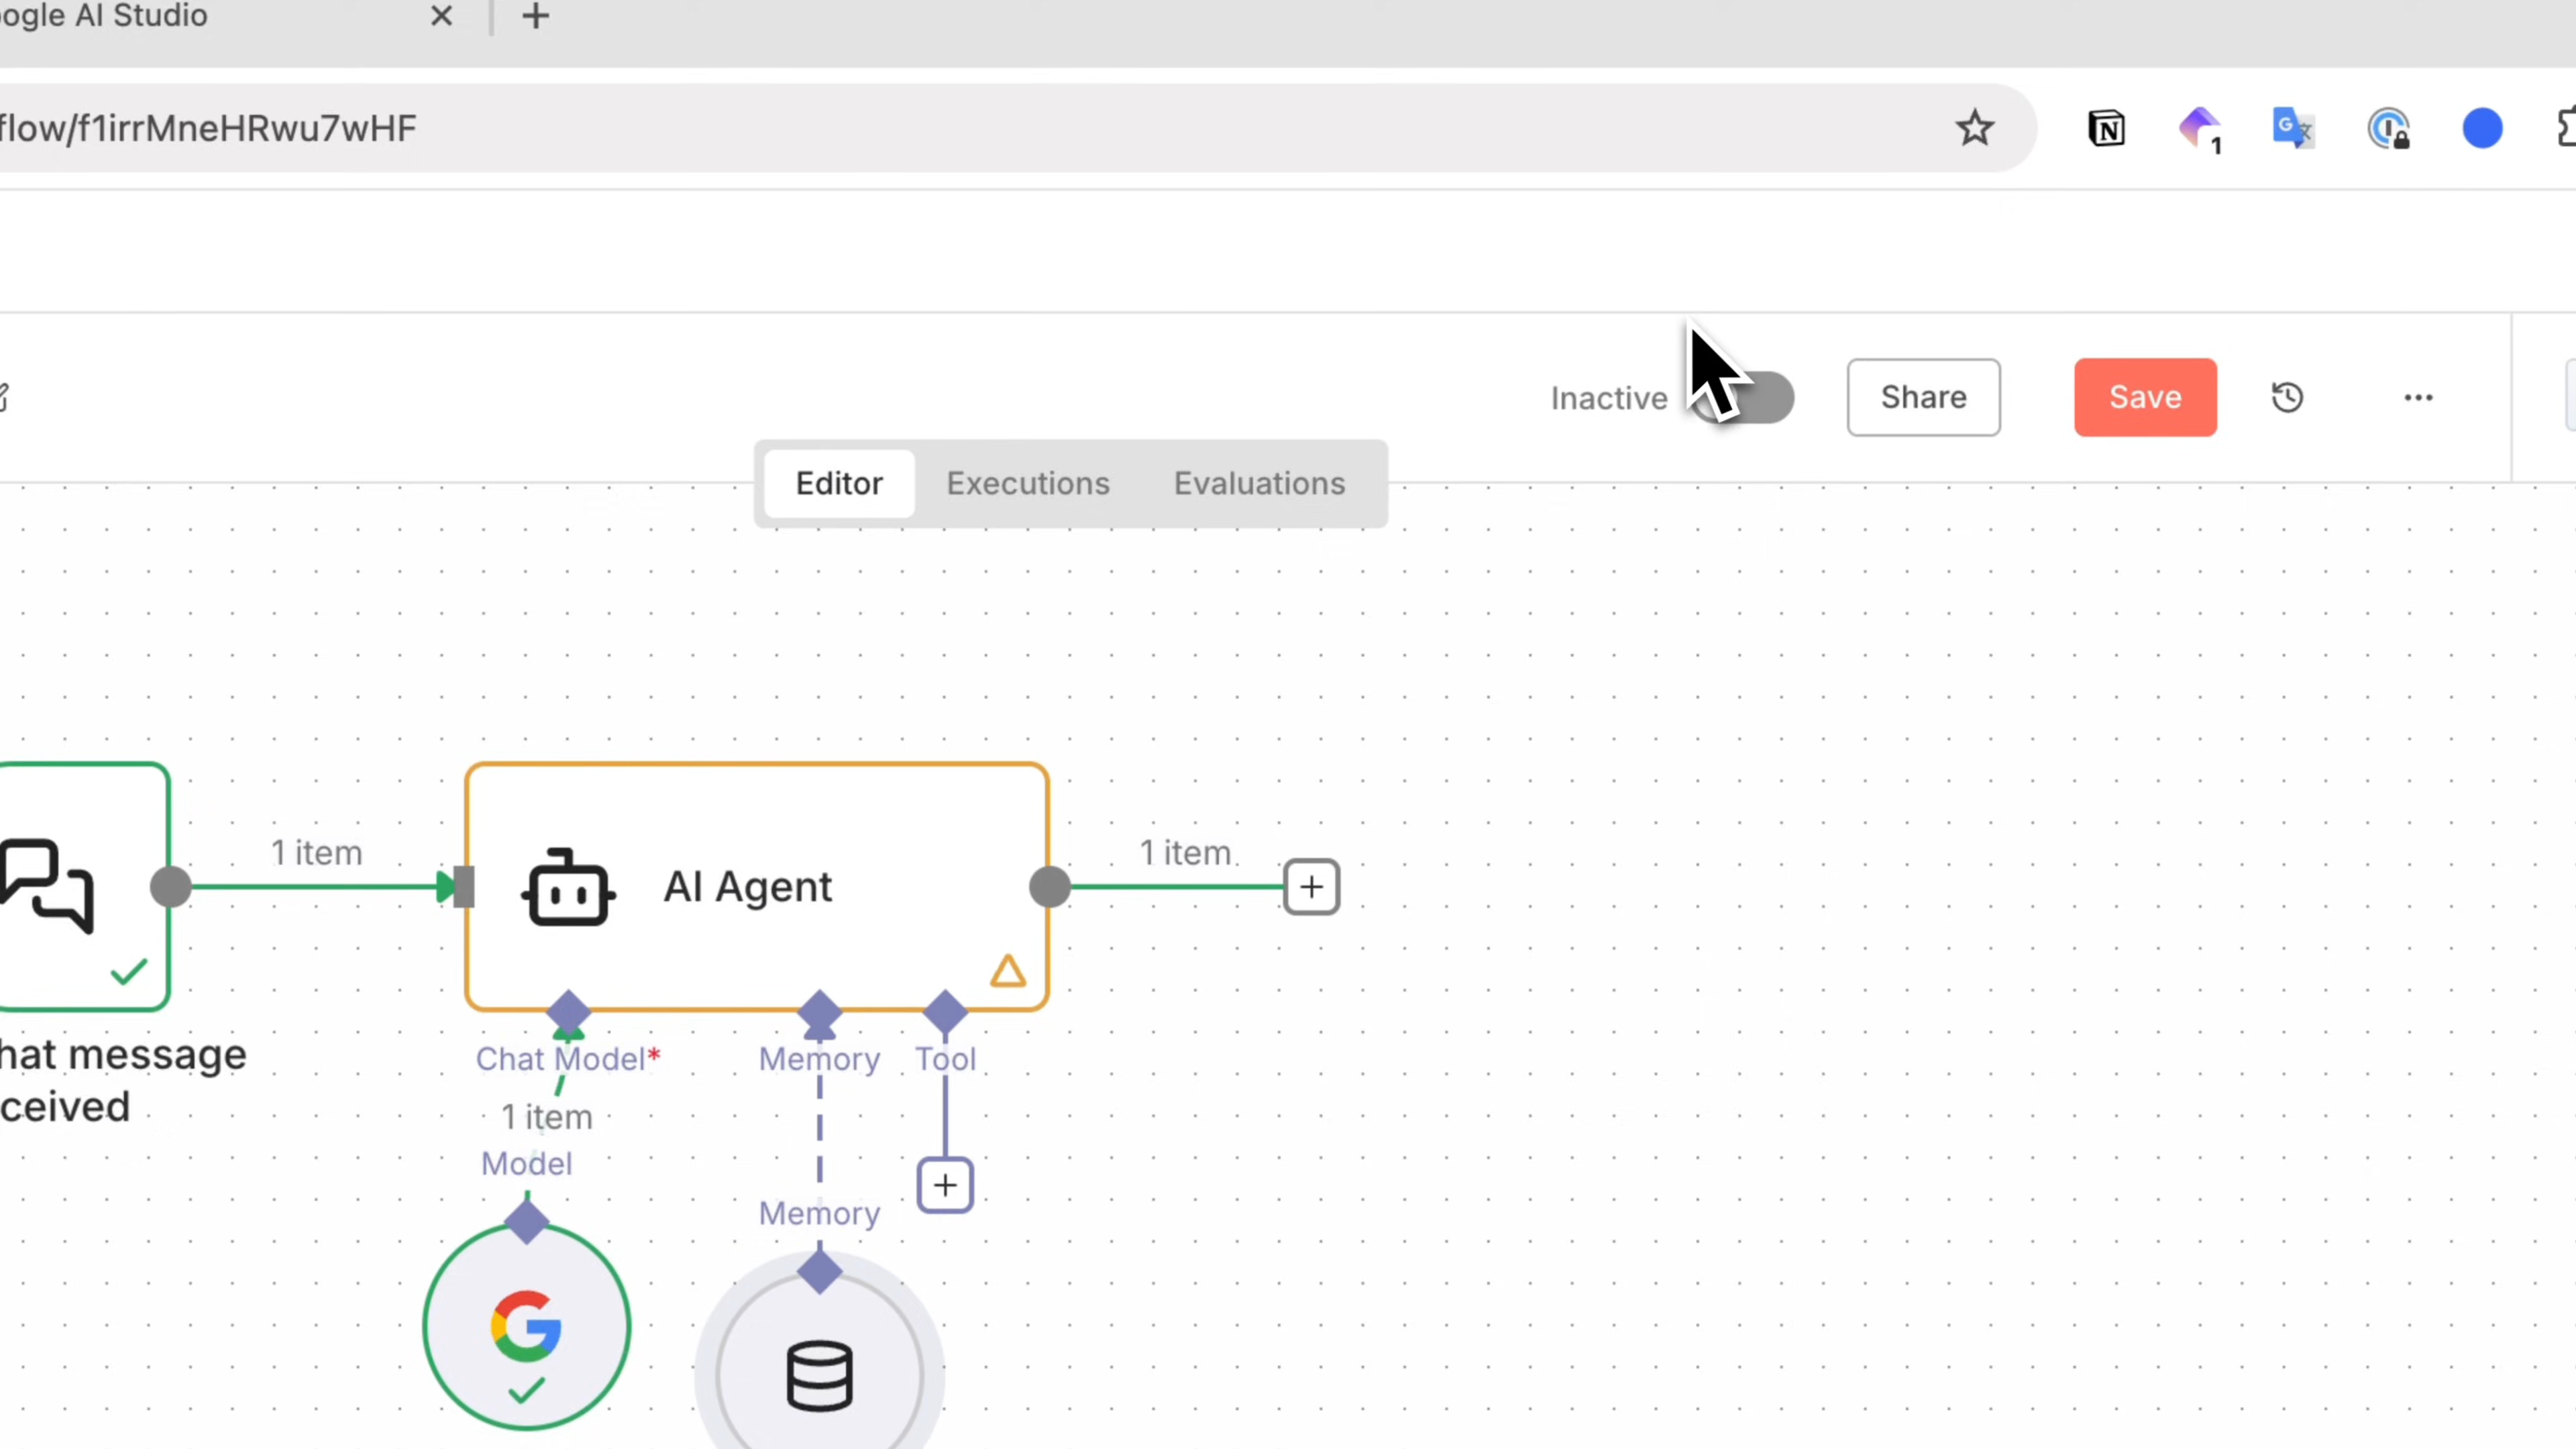 ogle AI Studio
flow/f1irrMneHRwu7wHF
1
Inactive
Share
Save
Editor
Executions
Evaluations
1 item
AI Agent
1 item
hat message
ceived
Chat Model*
Memory
Tool
1 item
Model
Memory